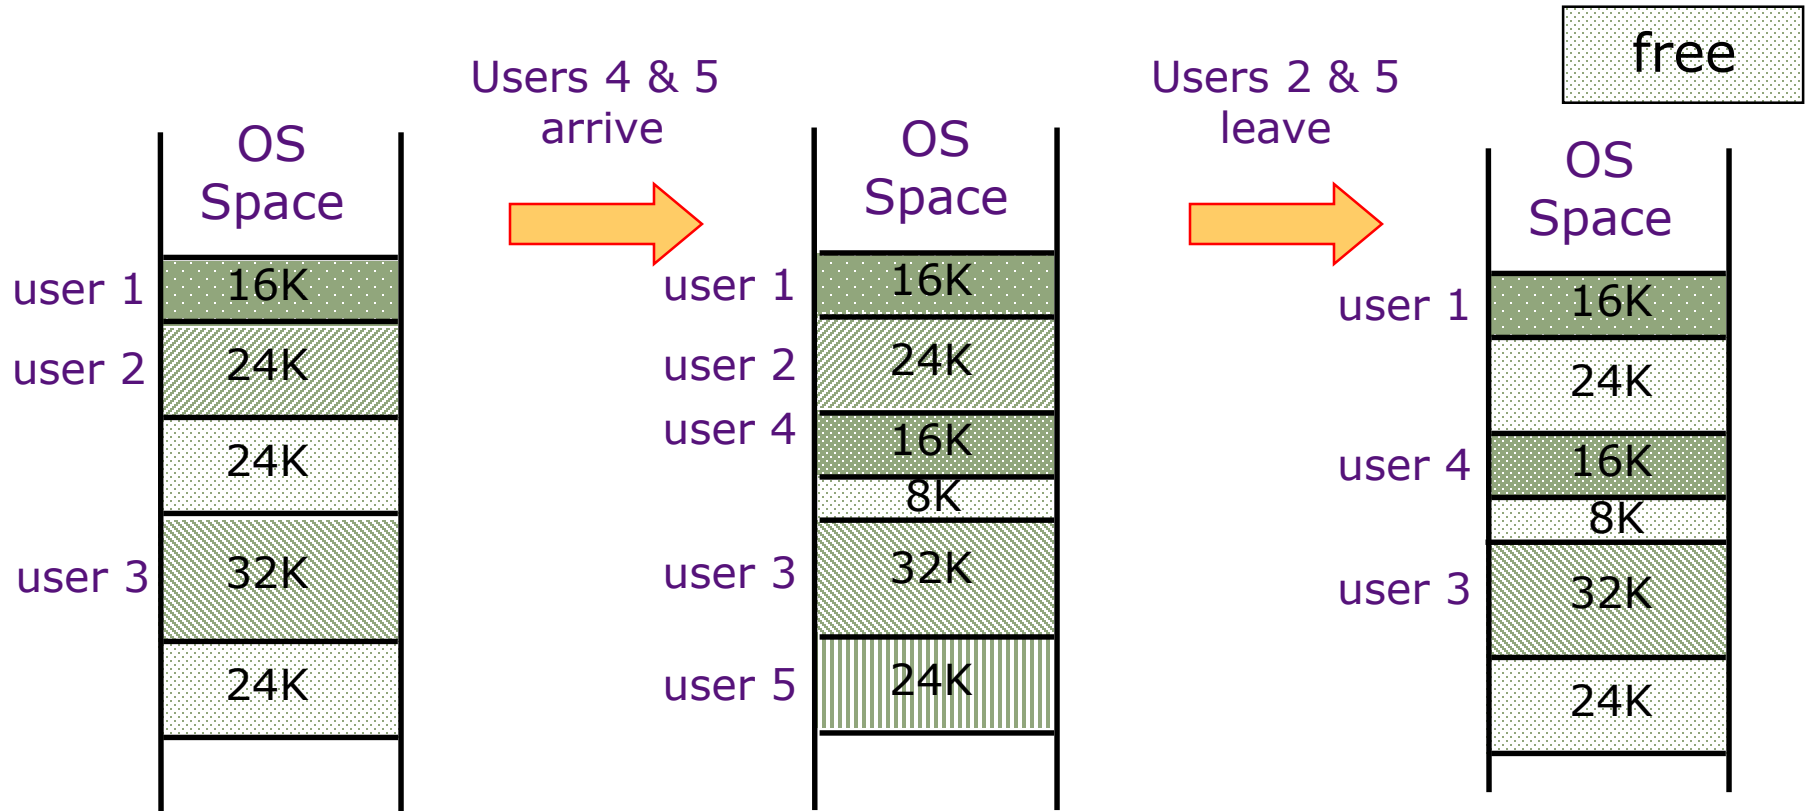 free
Users 4 & 5
arrive
Users 2 & 5
leave
OS
Space
user 1
16K
user 2
24K
24K
user 3
32K
24K
OS
Space
user 1
16K
user 2
24K
user 4
16K
8K
user 3
32K
user 5
24K
OS
Space
user 1
16K
24K
user 4
16K
8K
user 3
32K
24K